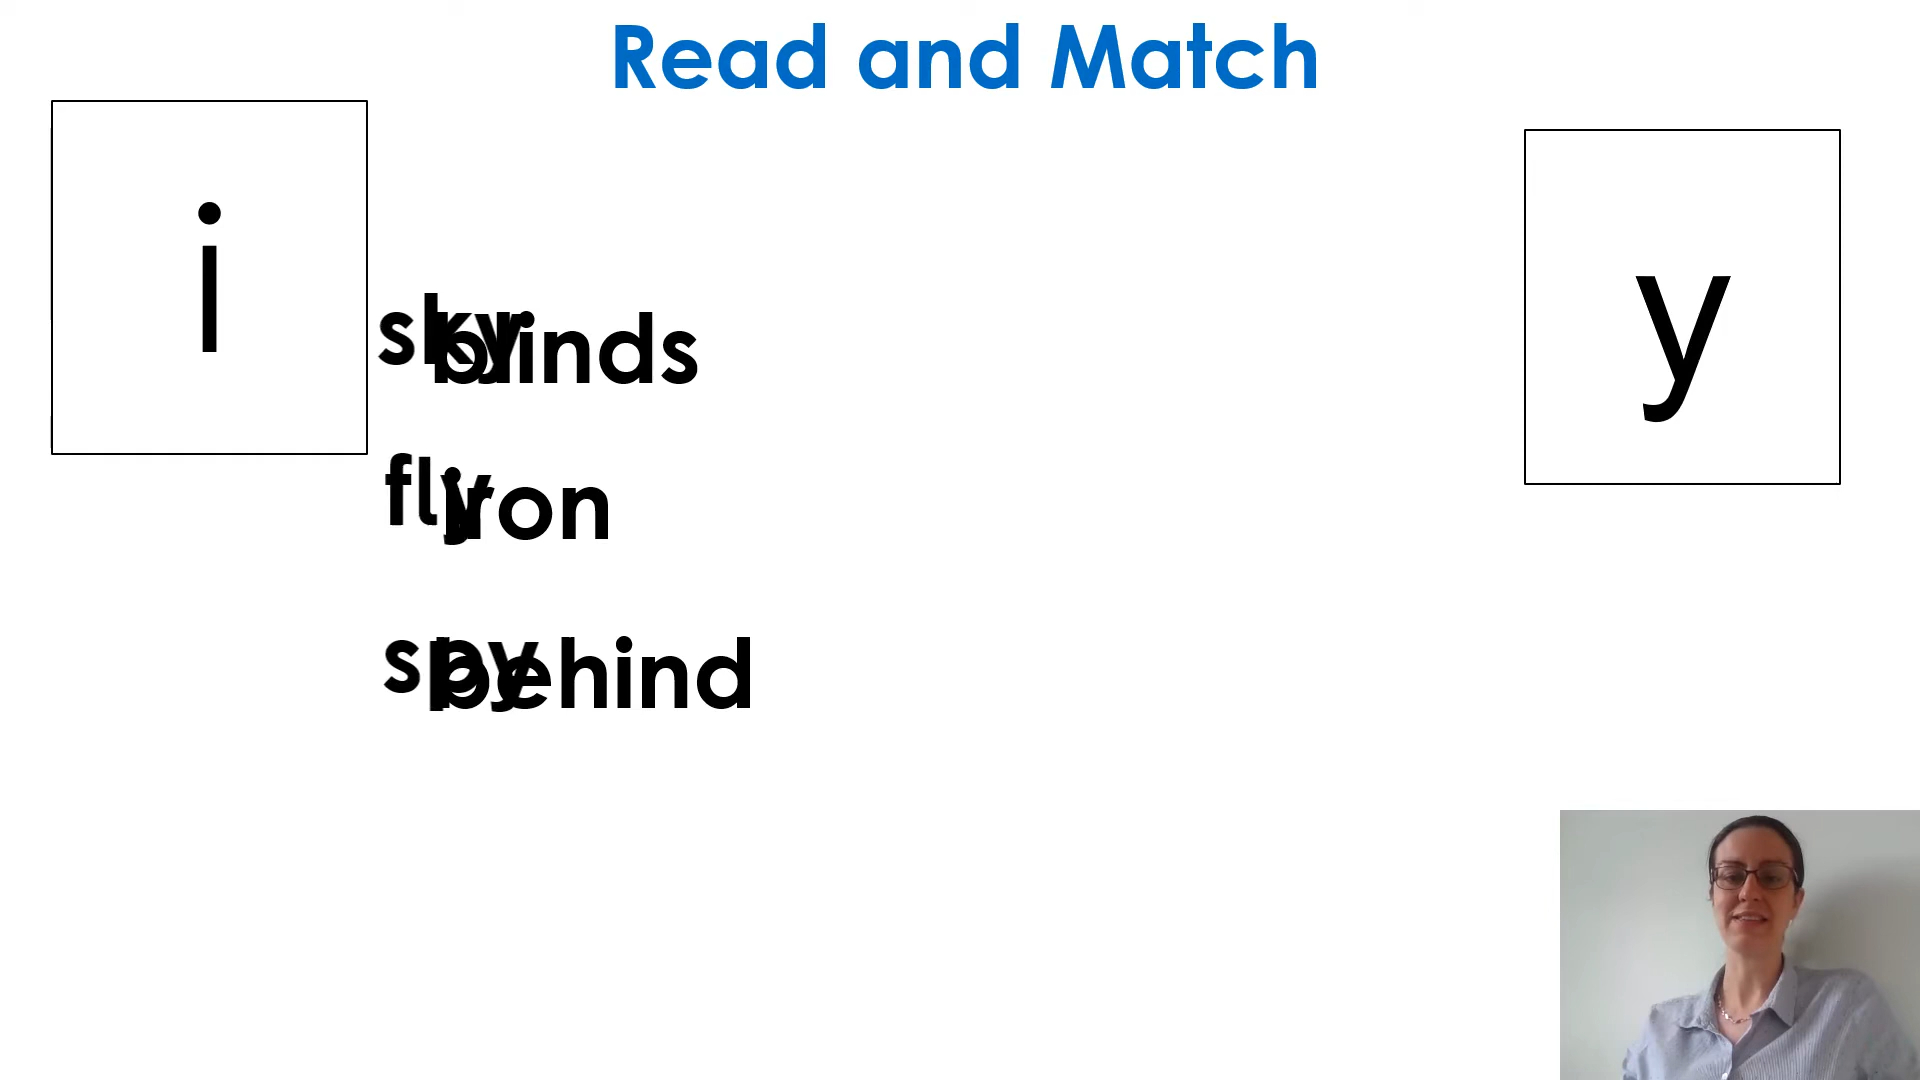 Read and Match
i
y
sky
blinds
fly
iron
spy
behind